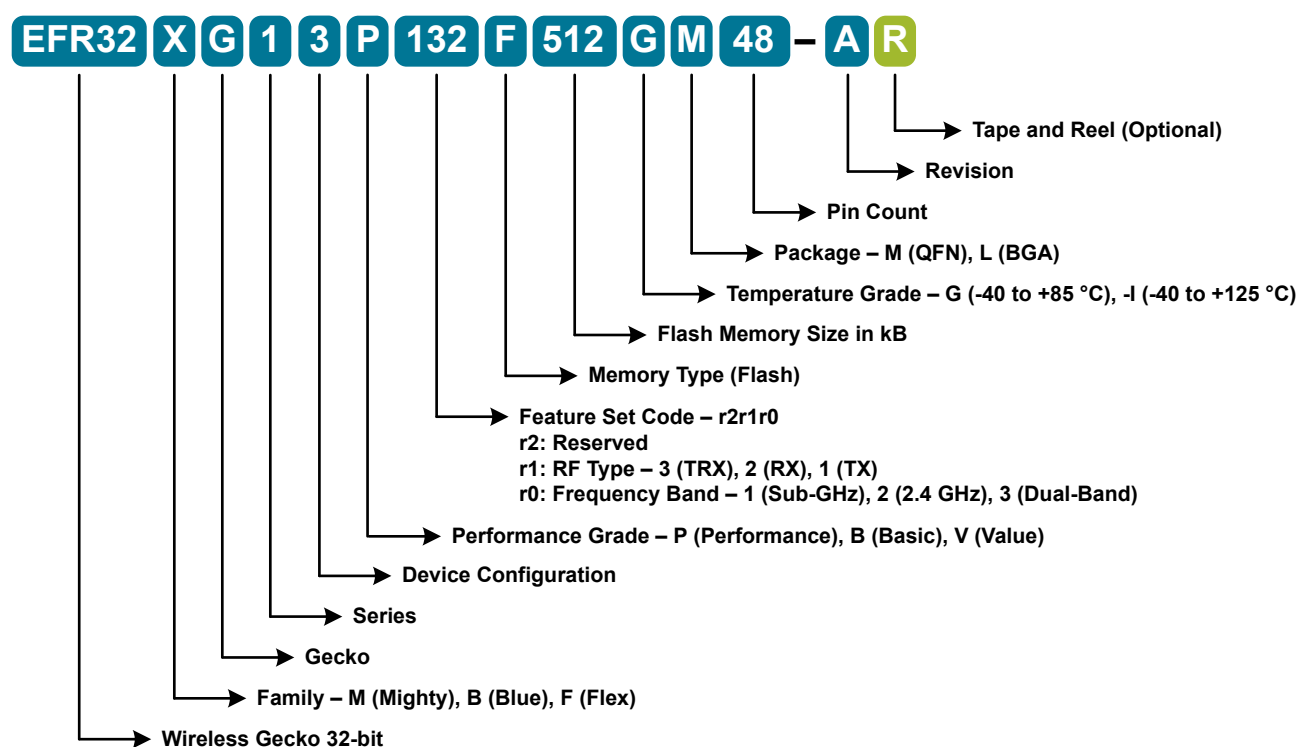 EFR32 X G 1 3 P 132 F 512 G M 48 – A R
Tape and Reel (Optional)
Revision
Pin Count
Package – M (QFN), L (BGA)
Temperature Grade – G (-40 to +85 °C), -I (-40 to +125 °C)
Flash Memory Size in kB
Memory Type (Flash)
Feature Set Code – r2r1r0
r2: Reserved
r1: RF Type – 3 (TRX), 2 (RX), 1 (TX)
r0: Frequency Band – 1 (Sub-GHz), 2 (2.4 GHz), 3 (Dual-Band)
Performance Grade – P (Performance), B (Basic), V (Value)
Device Configuration
Series
Gecko
Family – M (Mighty), B (Blue), F (Flex)
Wireless Gecko 32-bit